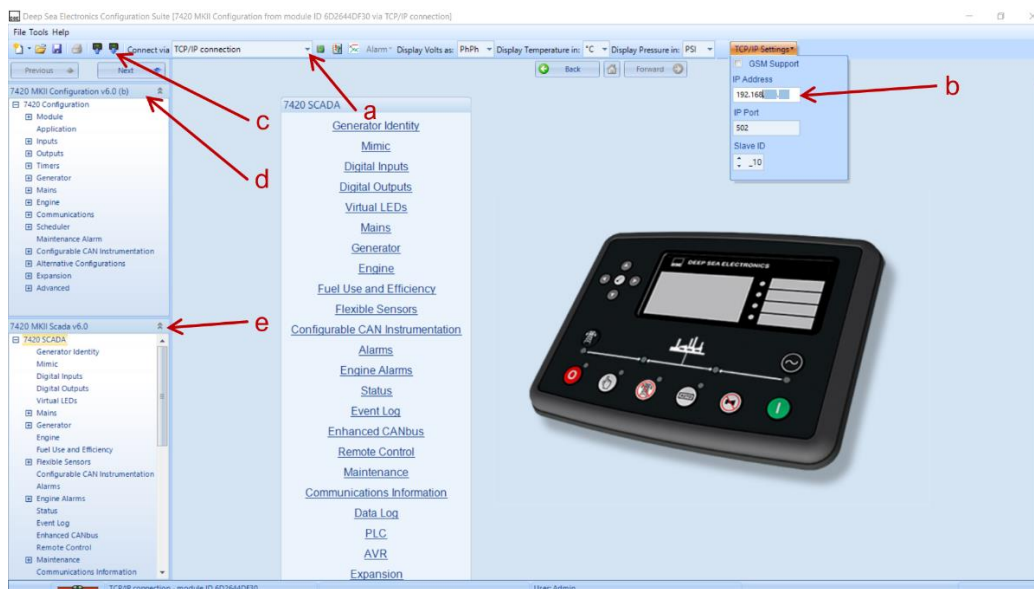 Deep Sea Electronics Configuration Suite [7420 MKII Configuration from module ID 6D2644DF30 via TCP/IP connection]
File Tools Help
Connect via TCP/IP connection Alarm Display Volts as: PhPh Display Temperature in: °C Display Pressure in: PSI TCP/IP Settings
Previous Next
Back Forward
GSM Support
IP Address
192.168
b
IP Port
502
Slave ID
_10
a
c
d
e
7420 MKII Configuration v6.0 (b)
7420 Configuration
Module
Application
Inputs
Outputs
Timers
Generator
Mains
Engine
Communications
Scheduler
Maintenance Alarm
Configurable CAN Instrumentation
Alternative Configurations
Expansion
Advanced
7420 MKII Scada v6.0
7420 SCADA
Generator Identity
Mimic
Digital Inputs
Digital Outputs
Virtual LEDs
Mains
Generator
Engine
Fuel Use and Efficiency
Flexible Sensors
Configurable CAN Instrumentation
Alarms
Engine Alarms
Status
Event Log
Enhanced CANbus
Remote Control
Maintenance
Communications Information
7420 SCADA
Generator Identity
Mimic
Digital Inputs
Digital Outputs
Virtual LEDs
Mains
Generator
Engine
Fuel Use and Efficiency
Flexible Sensors
Configurable CAN Instrumentation
Alarms
Engine Alarms
Status
Event Log
Enhanced CANbus
Remote Control
Maintenance
Communications Information
Data Log
PLC
AVR
Expansion
DEEP SEA ELECTRONICS
TCP/IP connection - module ID 6D2644DF30
User: Admin